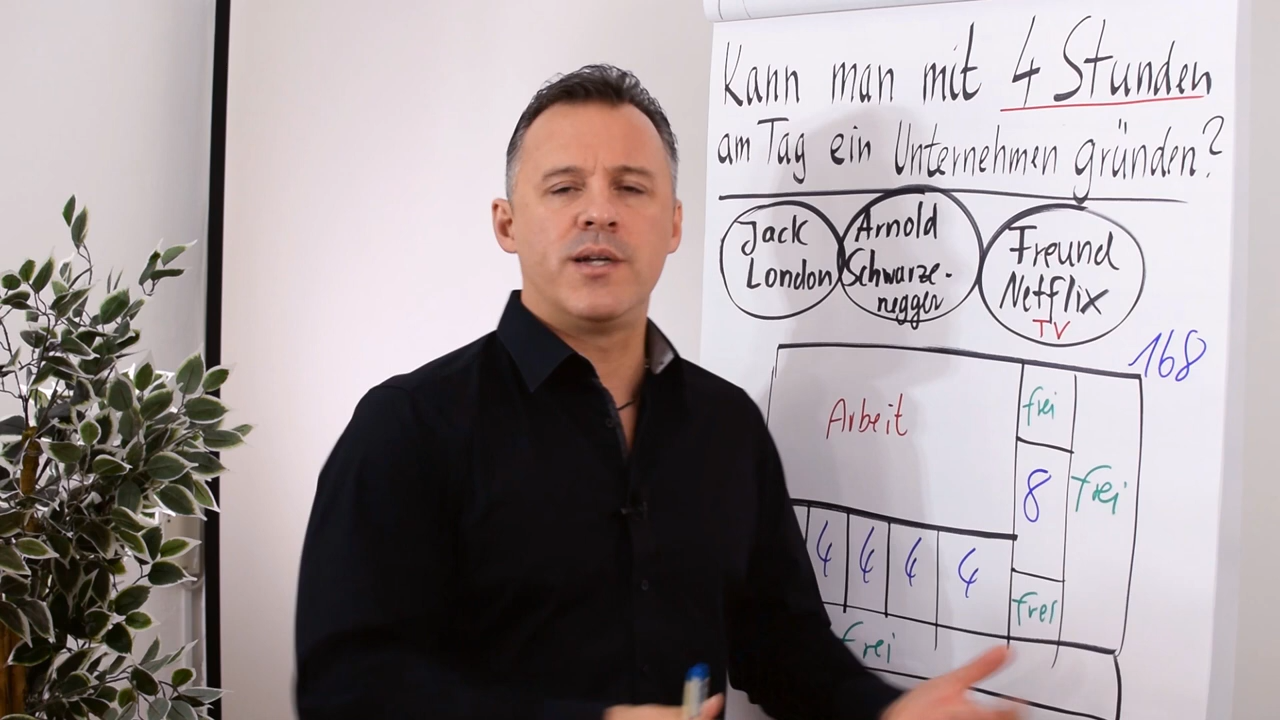 Kann man mit 4 Stunden
am Tag ein Unternehmen gründen?
Jack
London
Arnold
Schwarze-
negger
Freund
Netflix
TV
168
Arbeit
frei
8
frei
4 4 4 4
frei
frei